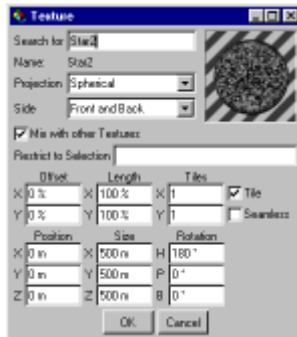 Texture
Search for Star2
Name: Star2
Projection Spherical
Side Front and Back
Mix with other Textures
Restrict to Selection
Offset Length Tiles
X 0 % X 100 % X 1 Tile
Y 0 % Y 100 % Y 1 Seamless
Position Size Rotation
X 0 m X 500 m H 180 °
Y 0 m Y 500 m P 0 °
Z 0 m Z 500 m B 0 °
OK Cancel